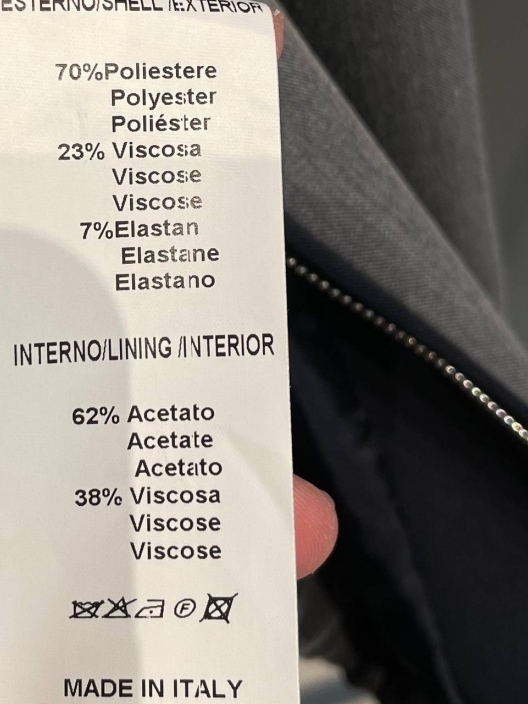 ESTERNO/SHELL /EXTERIOR
70%Poliestere
Polyester
Poliéster
23% Viscosa
Viscose
Viscose
7%Elastan
Elastane
Elastano
INTERNO/LINING /INTERIOR
62% Acetato
Acetate
Acetato
38% Viscosa
Viscose
Viscose
F
MADE IN ITALY